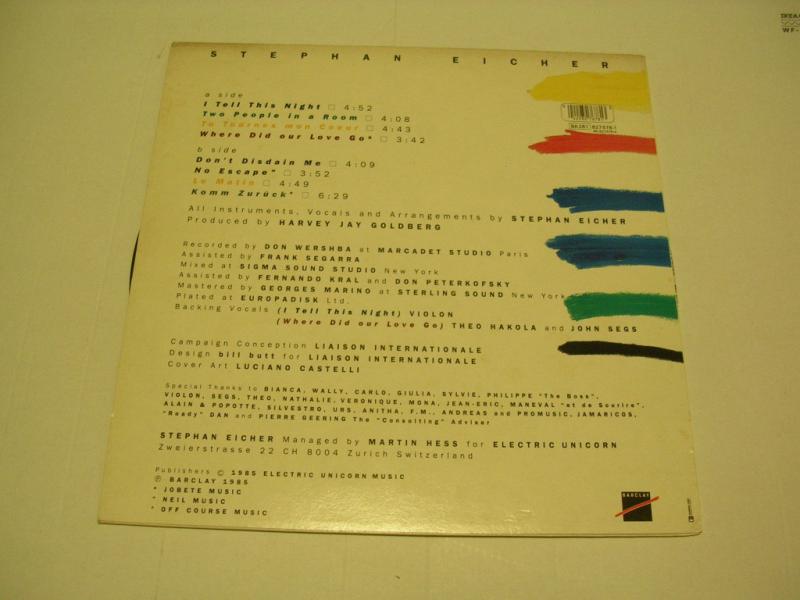 STEPHAN EICHER
a side
I Tell This Night □ 4:52
Two People in a Room □ 4:08
Tu Tournes mon Coeur □ 4:43
Where Did our Love Go* □ 3:42
b side
Don't Disdain Me □ 4:09
No Escape" □ 3:52
Le Matin □ 4:49
Komm Zurück° □ 6:29
All Instruments, Vocals and Arrangements by STEPHAN EICHER
Produced by HARVEY JAY GOLDBERG
Recorded by DON WERSHBA at MARCADET STUDIO Paris
Assisted by FRANK SEGARRA
Mixed at SIGMA SOUND STUDIO New York
Assisted by FERNANDO KRAL and DON PETERKOFSKY
Mastered by GEORGES MARINO at STERLING SOUND New York
Plated at EUROPADISK Ltd.
Backing Vocals (I Tell This Night) VIOLON
(Where Did our Love Go) THEO HAKOLA and JOHN SEGS
Campaign Conception LIAISON INTERNATIONALE
Design bill butt for LIAISON INTERNATIONALE
Cover Art LUCIANO CASTELLI
Special Thanks to BIANCA, WALLY, CARLO, GIULIA, SYLVIE, PHILIPPE "The Boss",
VIOLON, SEGS, THEO, NATHALIE, VERONIQUE, MONA, JEAN-ERIC, MANEVAL "et de Sourire",
ALAIN & POPOTTE, SILVESTRO, URS, ANITHA, F.M., ANDREAS and PROMUSIC, JAMARICOS,
"Ready" DAN and PIERRE GEERING The "Consulting" Adviser
STEPHAN EICHER Managed by MARTIN HESS for ELECTRIC UNICORN
Zweierstrasse 22 CH 8004 Zurich Switzerland
Publishers © 1985 ELECTRIC UNICORN MUSIC
℗ BARCLAY 1985
* JOBETE MUSIC
" NEIL MUSIC
° OFF COURSE MUSIC
BARCLAY
WF-